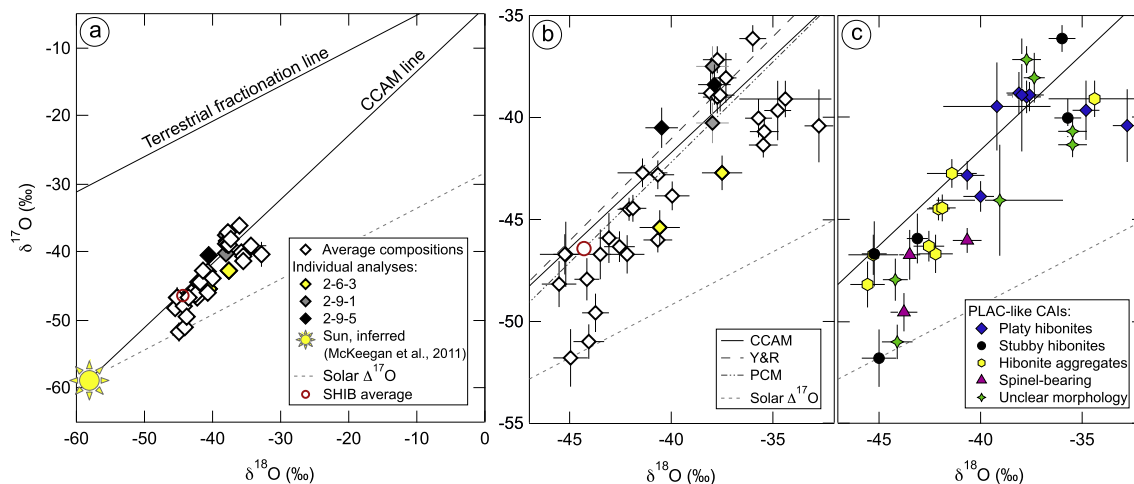 a
Terrestrial fractionation line
CCAM line
δ17O (‰)
-10
-20
-30
-40
-50
-60
-60
-50
-40
-30
-20
-10
0
δ18O (‰)
Average compositions
Individual analyses:
2-6-3
2-9-1
2-9-5
Sun, inferred
(McKeegan et al., 2011)
Solar Δ17O
SHIB average
b
-35
-40
-45
-50
-55
-45
-40
-35
δ18O (‰)
CCAM
Y&R
PCM
Solar Δ17O
c
-45
-40
-35
δ18O (‰)
PLAC-like CAIs:
Platy hibonites
Stubby hibonites
Hibonite aggregates
Spinel-bearing
Unclear morphology